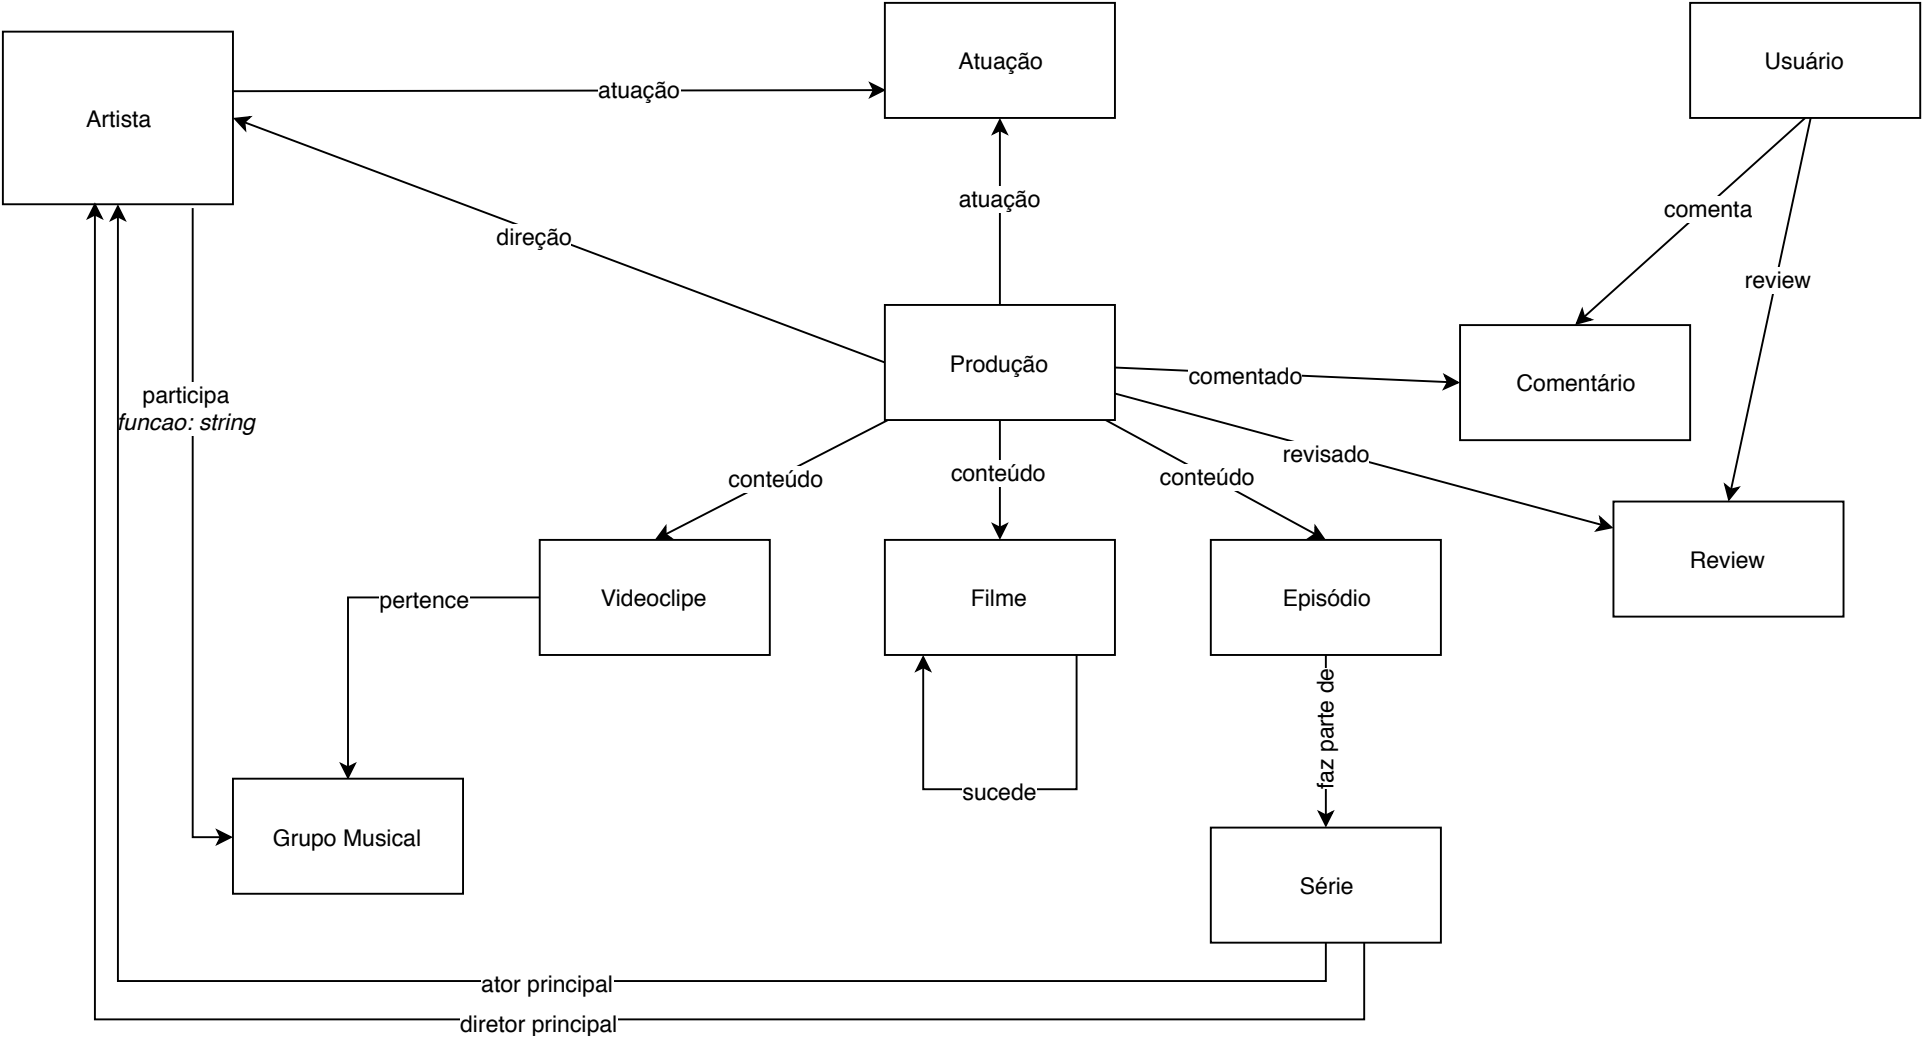 Atuação
Usuário
Artista
atuação
atuação
comenta
direção
review
Produção
comentado
Comentário
participa
funcao: string
revisado
conteúdo
conteúdo
conteúdo
Review
pertence
Videoclipe
Filme
Episódio
faz parte de
sucede
Grupo Musical
Série
ator principal
diretor principal